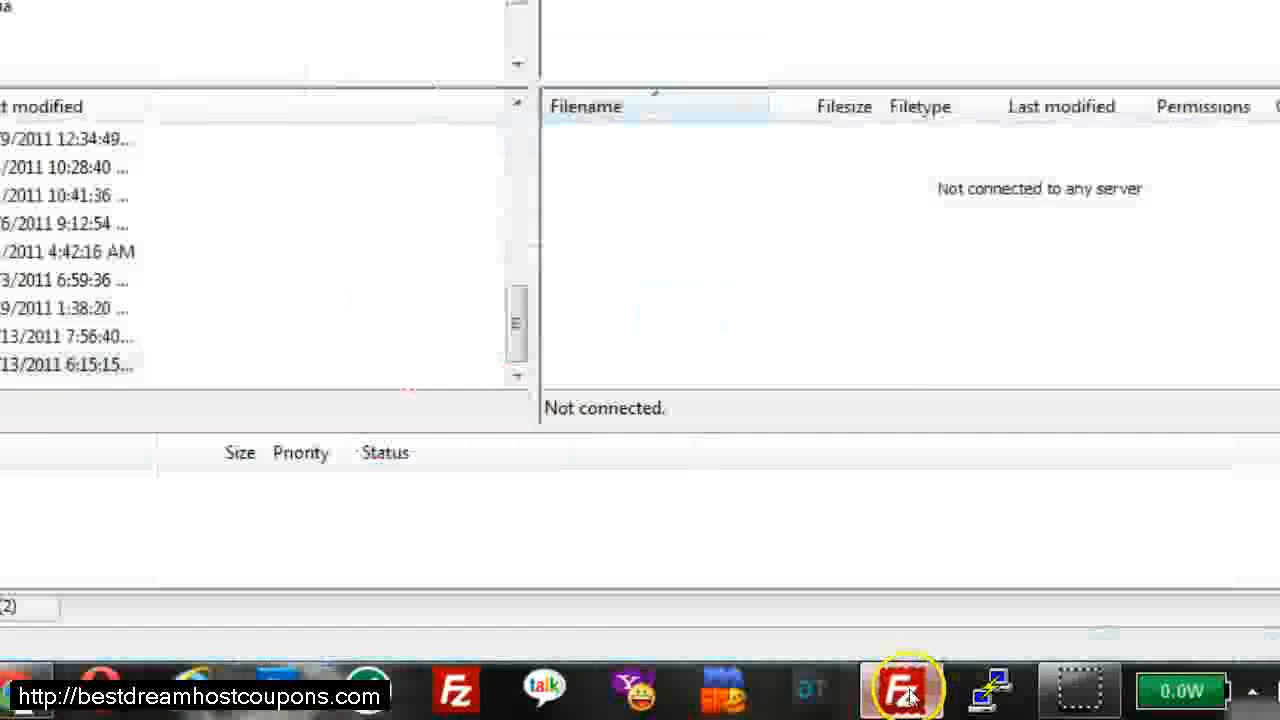 t modified
Filename Filesize Filetype Last modified Permissions
/9/2011 12:34:49...
/2011 10:28:40 ...
/2011 10:41:36 ...
/6/2011 9:12:54 ...
/2011 4:42:16 AM
/3/2011 6:59:36 ...
/9/2011 1:38:20 ...
/13/2011 7:56:40...
/13/2011 6:15:15...
Not connected to any server
Not connected.
Size Priority Status
(2)
Fz
talk
Y!
aT
Fz
0.0W
http://bestdreamhostcoupons.com